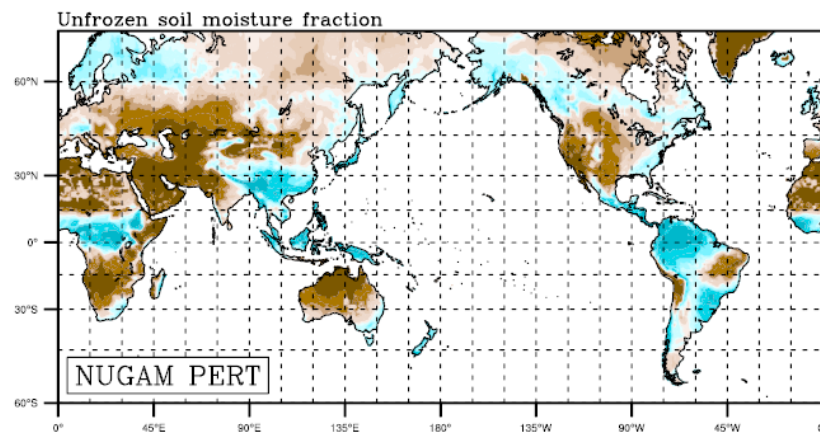 Unfrozen soil moisture fraction
60°N
30°N
0°
30°S
60°S
NUGAM PERT
0° 45°E 90°E 135°E 180° 135°W 90°W 45°W 0